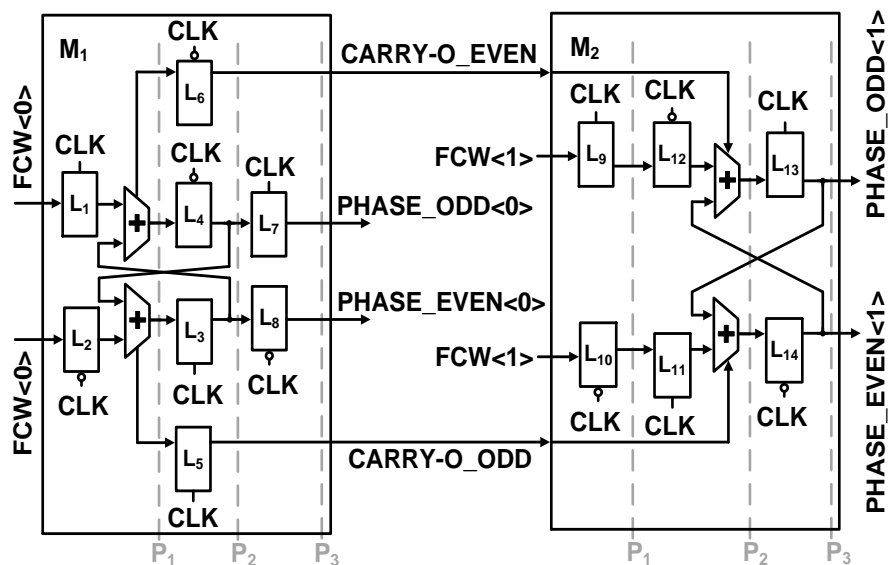 M1
CLK
L6
CARRY-O_EVEN
M2
FCW<0>
CLK
L1
+
CLK
L4
CLK
L7
PHASE_ODD<0>
FCW<1>
CLK
L9
CLK
L12
+
CLK
L13
PHASE_ODD<1>
FCW<0>
L2
CLK
+
L3
CLK
L8
CLK
PHASE_EVEN<0>
FCW<1>
L10
CLK
L11
CLK
+
L14
CLK
PHASE_EVEN<1>
L5
CLK
CARRY-O_ODD
P1
P2
P3
P1
P2
P3